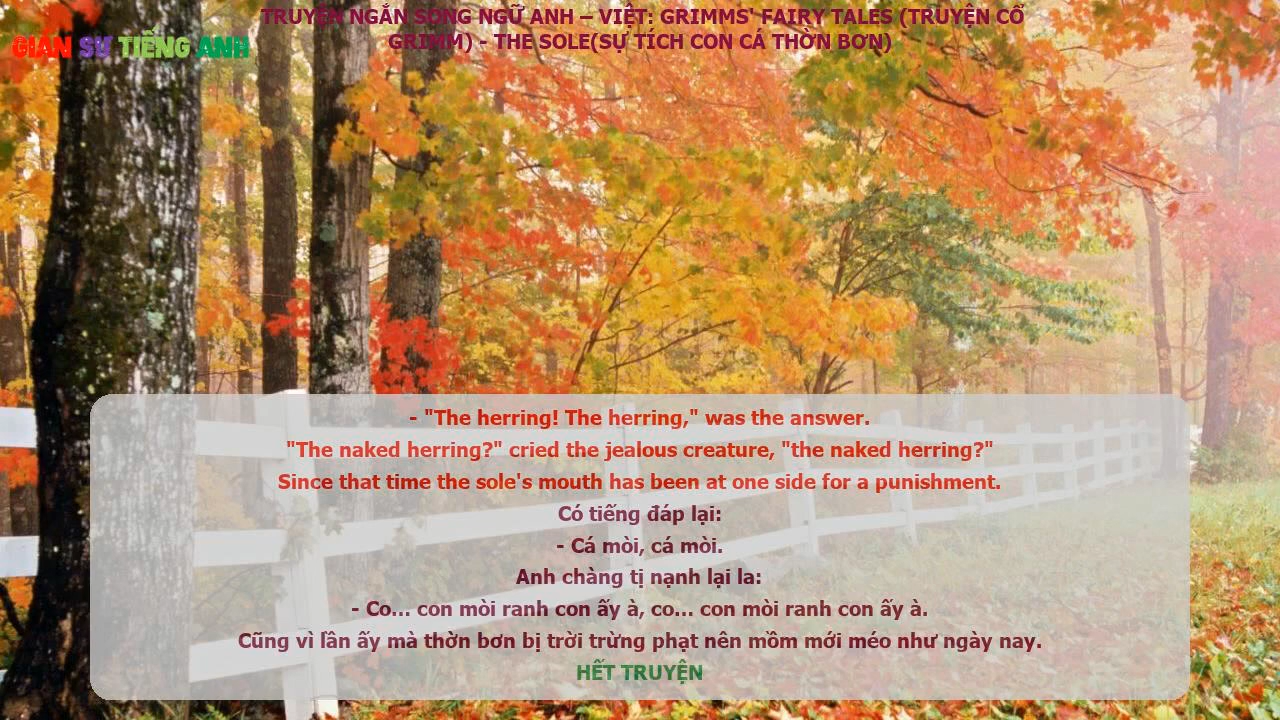 TRUYỆN NGẮN SONG NGỮ ANH – VIỆT: GRIMMS' FAIRY TALES (TRUYỆN CỔ
GRIMM) - THE SOLE(SỰ TÍCH CON CÁ THỜN BƠN)
GIÁN SỰ TIẾNG ANH
- "The herring! The herring," was the answer.
"The naked herring?" cried the jealous creature, "the naked herring?"
Since that time the sole's mouth has been at one side for a punishment.
Có tiếng đáp lại:
- Cá mòi, cá mòi.
Anh chàng tị nạnh lại la:
- Co... con mòi ranh con ấy à, co... con mòi ranh con ấy à.
Cũng vì lần ấy mà thờn bơn bị trời trừng phạt nên mồm mới méo như ngày nay.
HẾT TRUYỆN